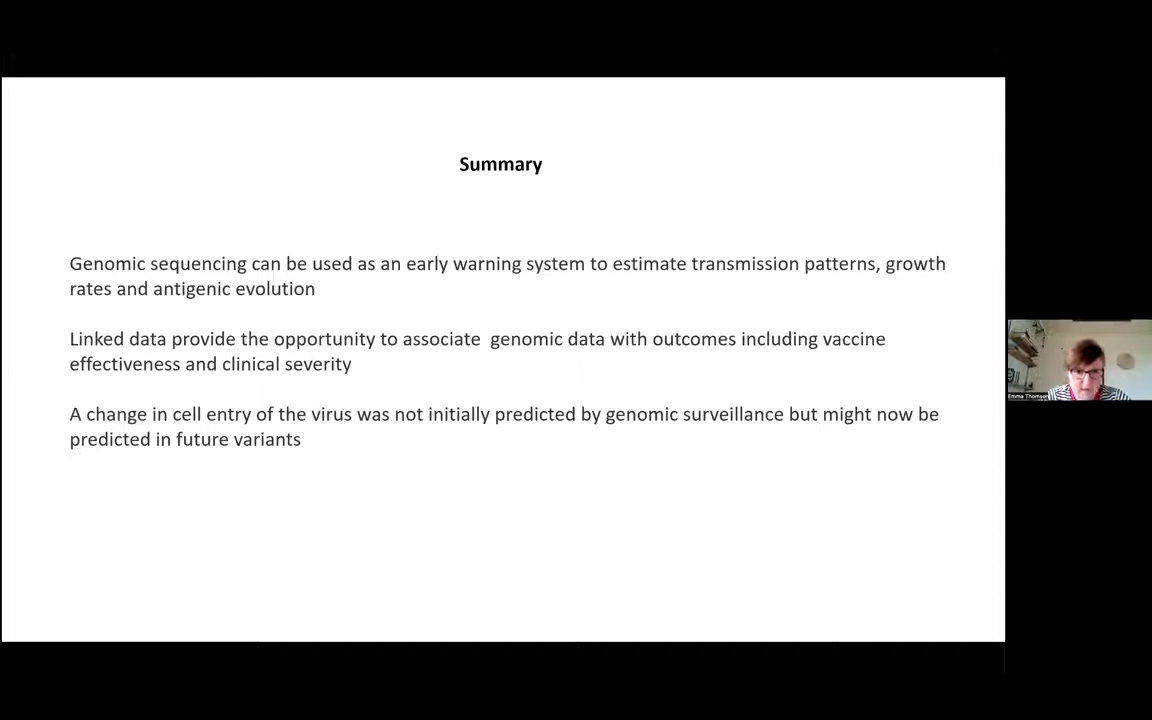 Summary
Genomic sequencing can be used as an early warning system to estimate transmission patterns, growth
rates and antigenic evolution
Linked data provide the opportunity to associate  genomic data with outcomes including vaccine
effectiveness and clinical severity
A change in cell entry of the virus was not initially predicted by genomic surveillance but might now be
predicted in future variants
Emma Thomson